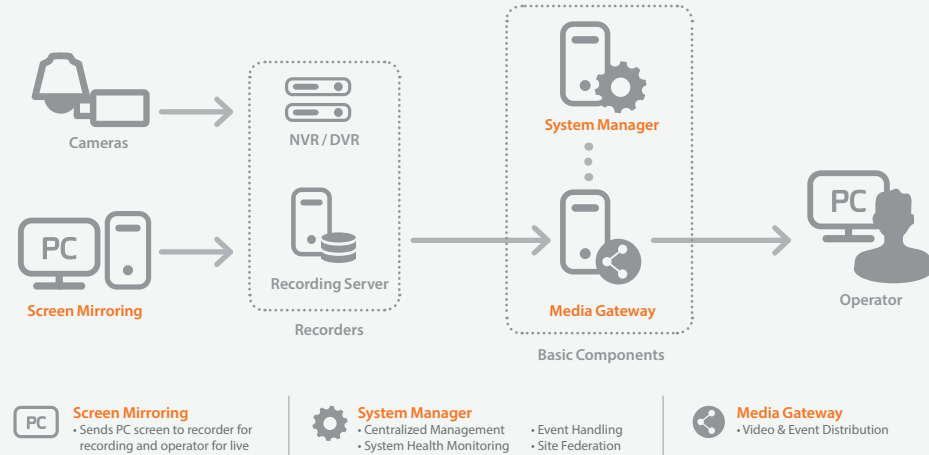 Cameras
NVR / DVR
System Manager
PC
PC
Screen Mirroring
Recording Server
Recorders
Media Gateway
Basic Components
Operator
PC
Screen Mirroring
• Sends PC screen to recorder for
recording and operator for live
System Manager
• Centralized Management
• System Health Monitoring
• Event Handling
• Site Federation
Media Gateway
• Video & Event Distribution